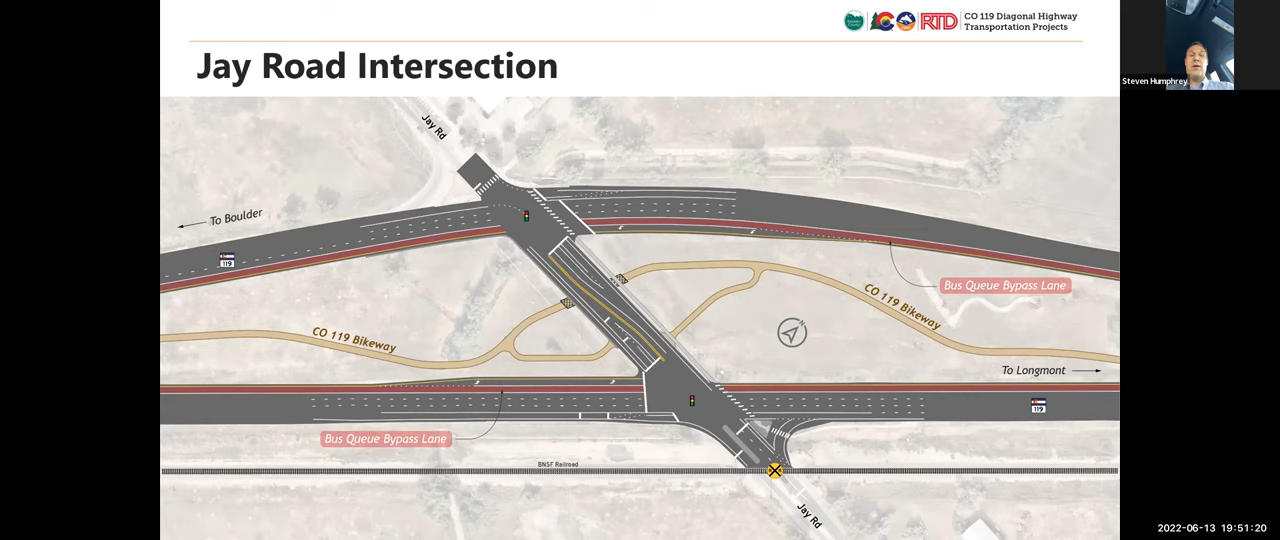 RTD
CO 119 Diagonal Highway
Transportation Projects
Steven Humphrey
Jay Road Intersection
Jay Rd
To Boulder
119
Bus Queue Bypass Lane
CO 119 Bikeway
CO 119 Bikeway
N
To Longmont
119
Bus Queue Bypass Lane
BNSF Railroad
Jay Rd
2022-06-13 19:51:20